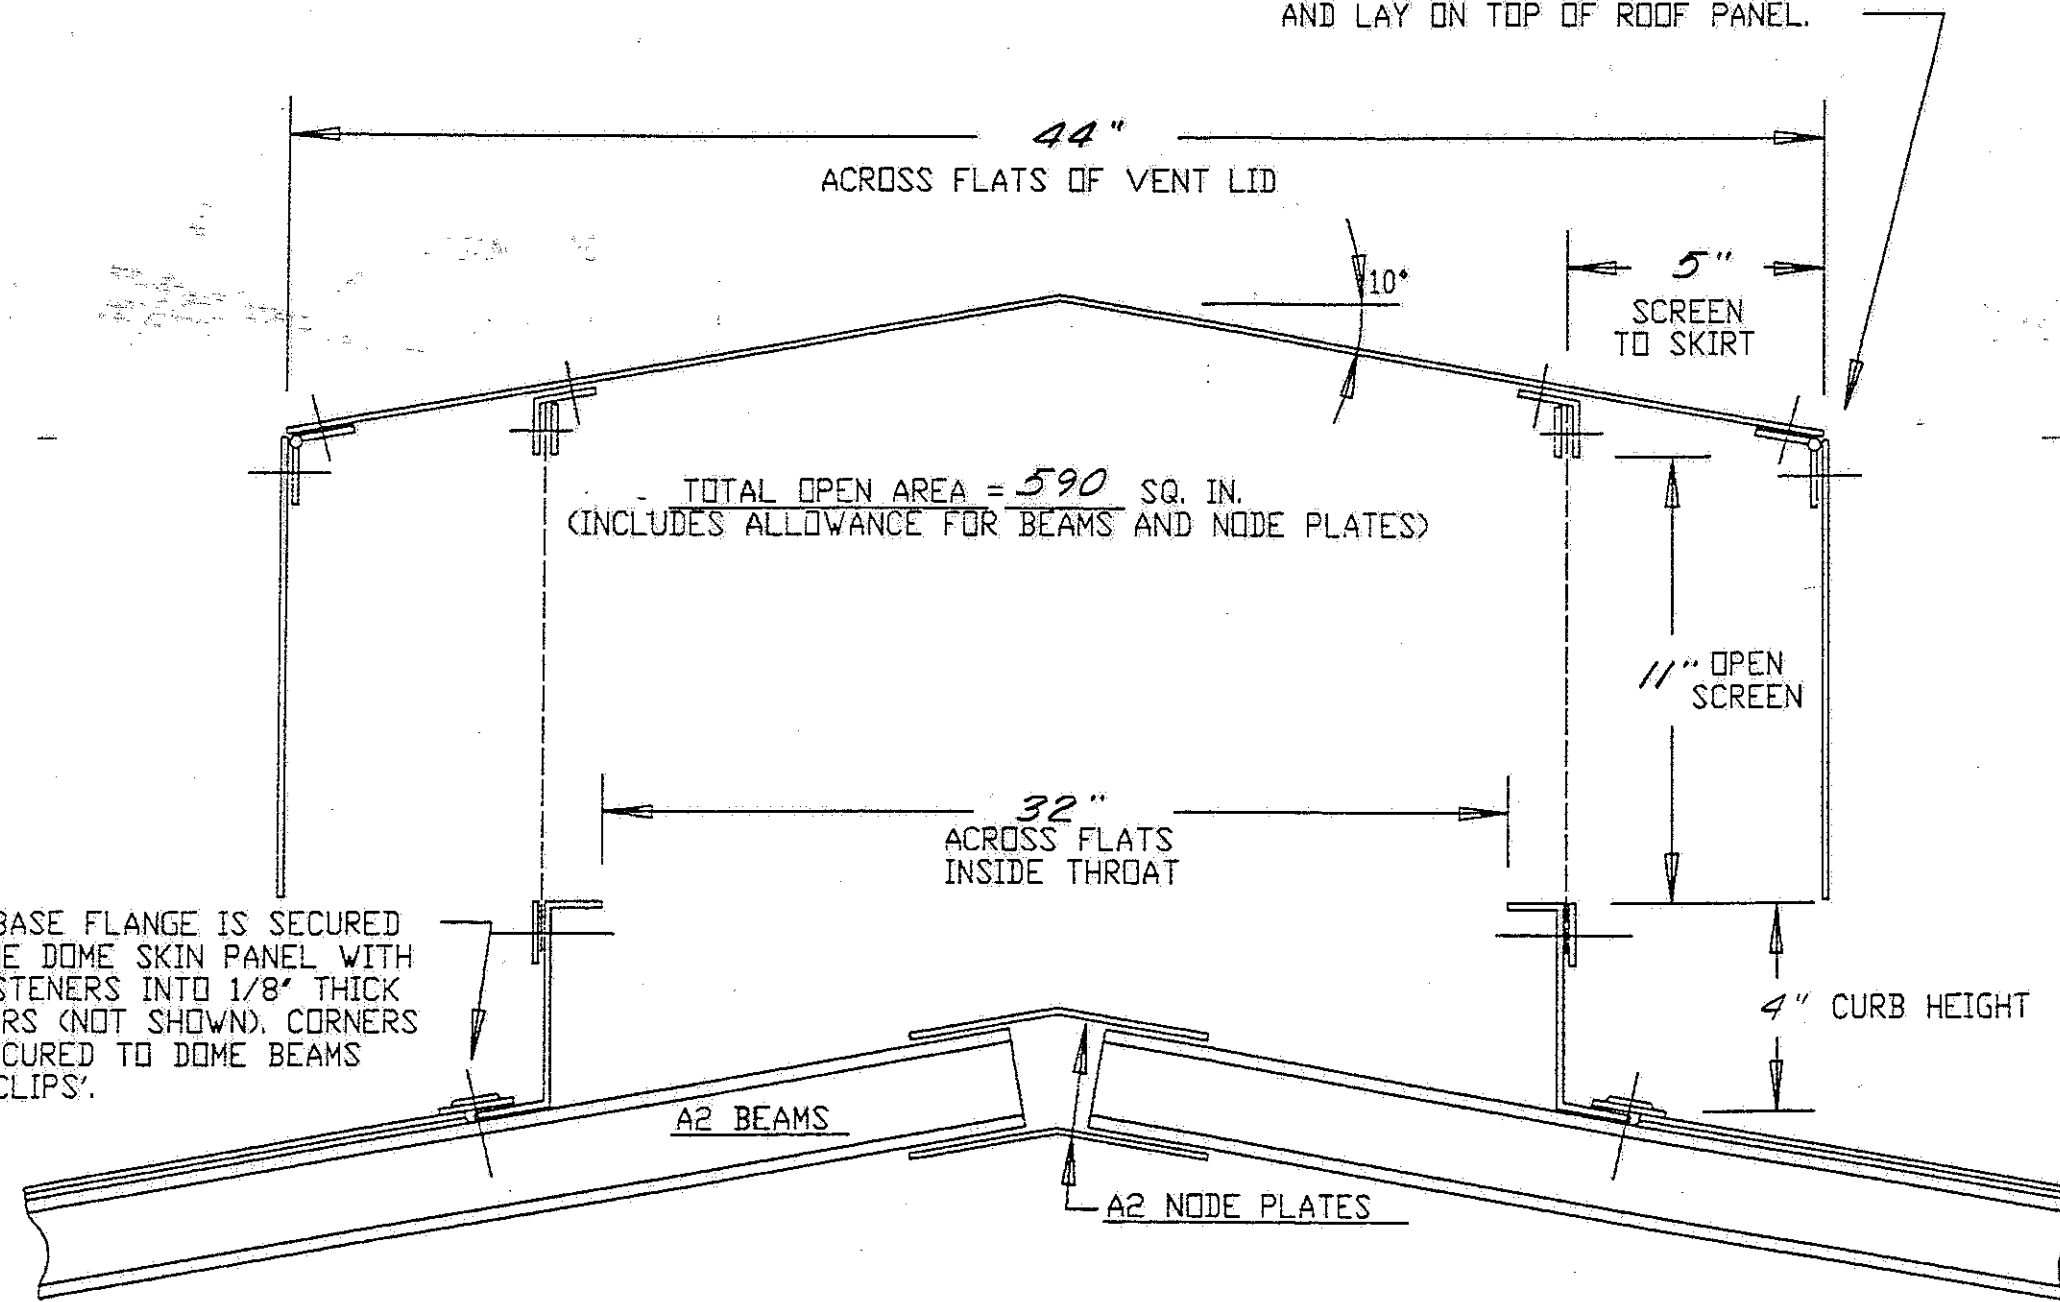 AND LAY ON TOP OF ROOF PANEL.
44"
ACROSS FLATS OF VENT LID
10°
5"
SCREEN
TO SKIRT
TOTAL OPEN AREA = 590 SQ. IN.
(INCLUDES ALLOWANCE FOR BEAMS AND NODE PLATES)
11" OPEN
SCREEN
32"
ACROSS FLATS
INSIDE THROAT
BASE FLANGE IS SECURED
E DOME SKIN PANEL WITH
STENERS INTO 1/8" THICK
RS (NOT SHOWN). CORNERS
CURED TO DOME BEAMS
CLIPS'.
4" CURB HEIGHT
A2 BEAMS
A2 NODE PLATES